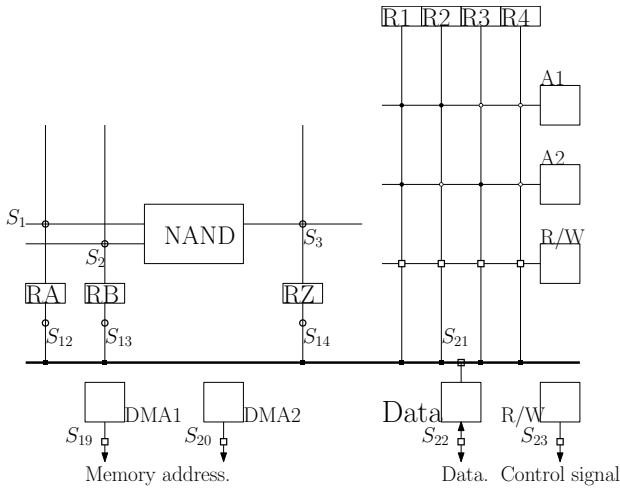 R1 R2 R3 R4
A1
A2
S₁
NAND
R/W
S₂
S₃
RA RB RZ
S₁₂ S₁₃ S₁₄ S₂₁
DMA1 DMA2 Data R/W
S₁₉ S₂₀ S₂₂ S₂₃
Memory address. Data. Control signal